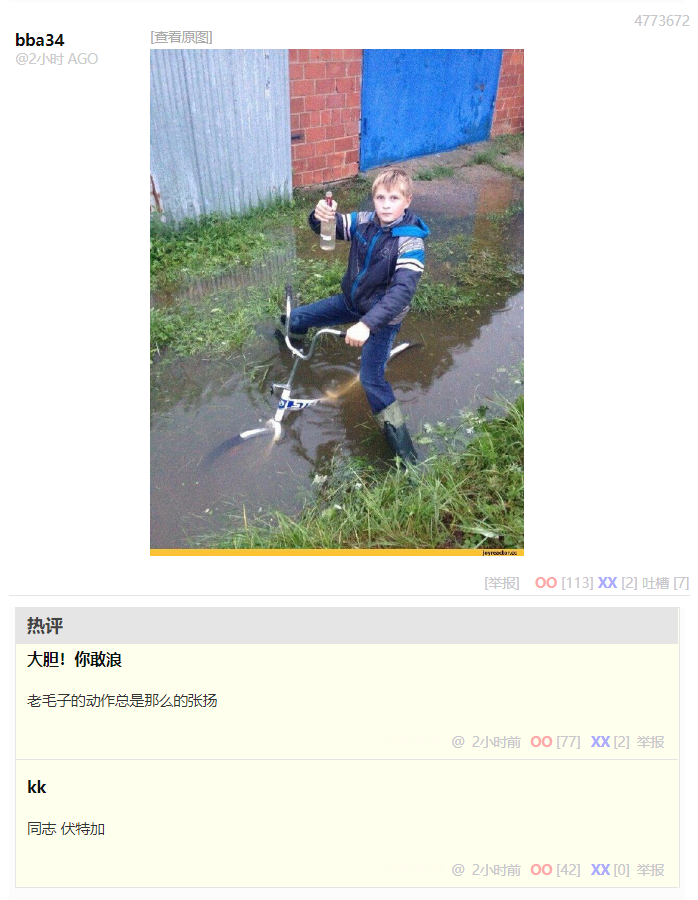 4773672
bba34
@2小时 AGO
[查看原图]
joyreactor.cc
[举报] OO [113] XX [2] 吐槽 [7]
热评
大胆！你敢浪
老毛子的动作总是那么的张扬
@ 2小时前 OO [77] XX [2] 举报
kk
同志 伏特加
@ 2小时前 OO [42] XX [0] 举报